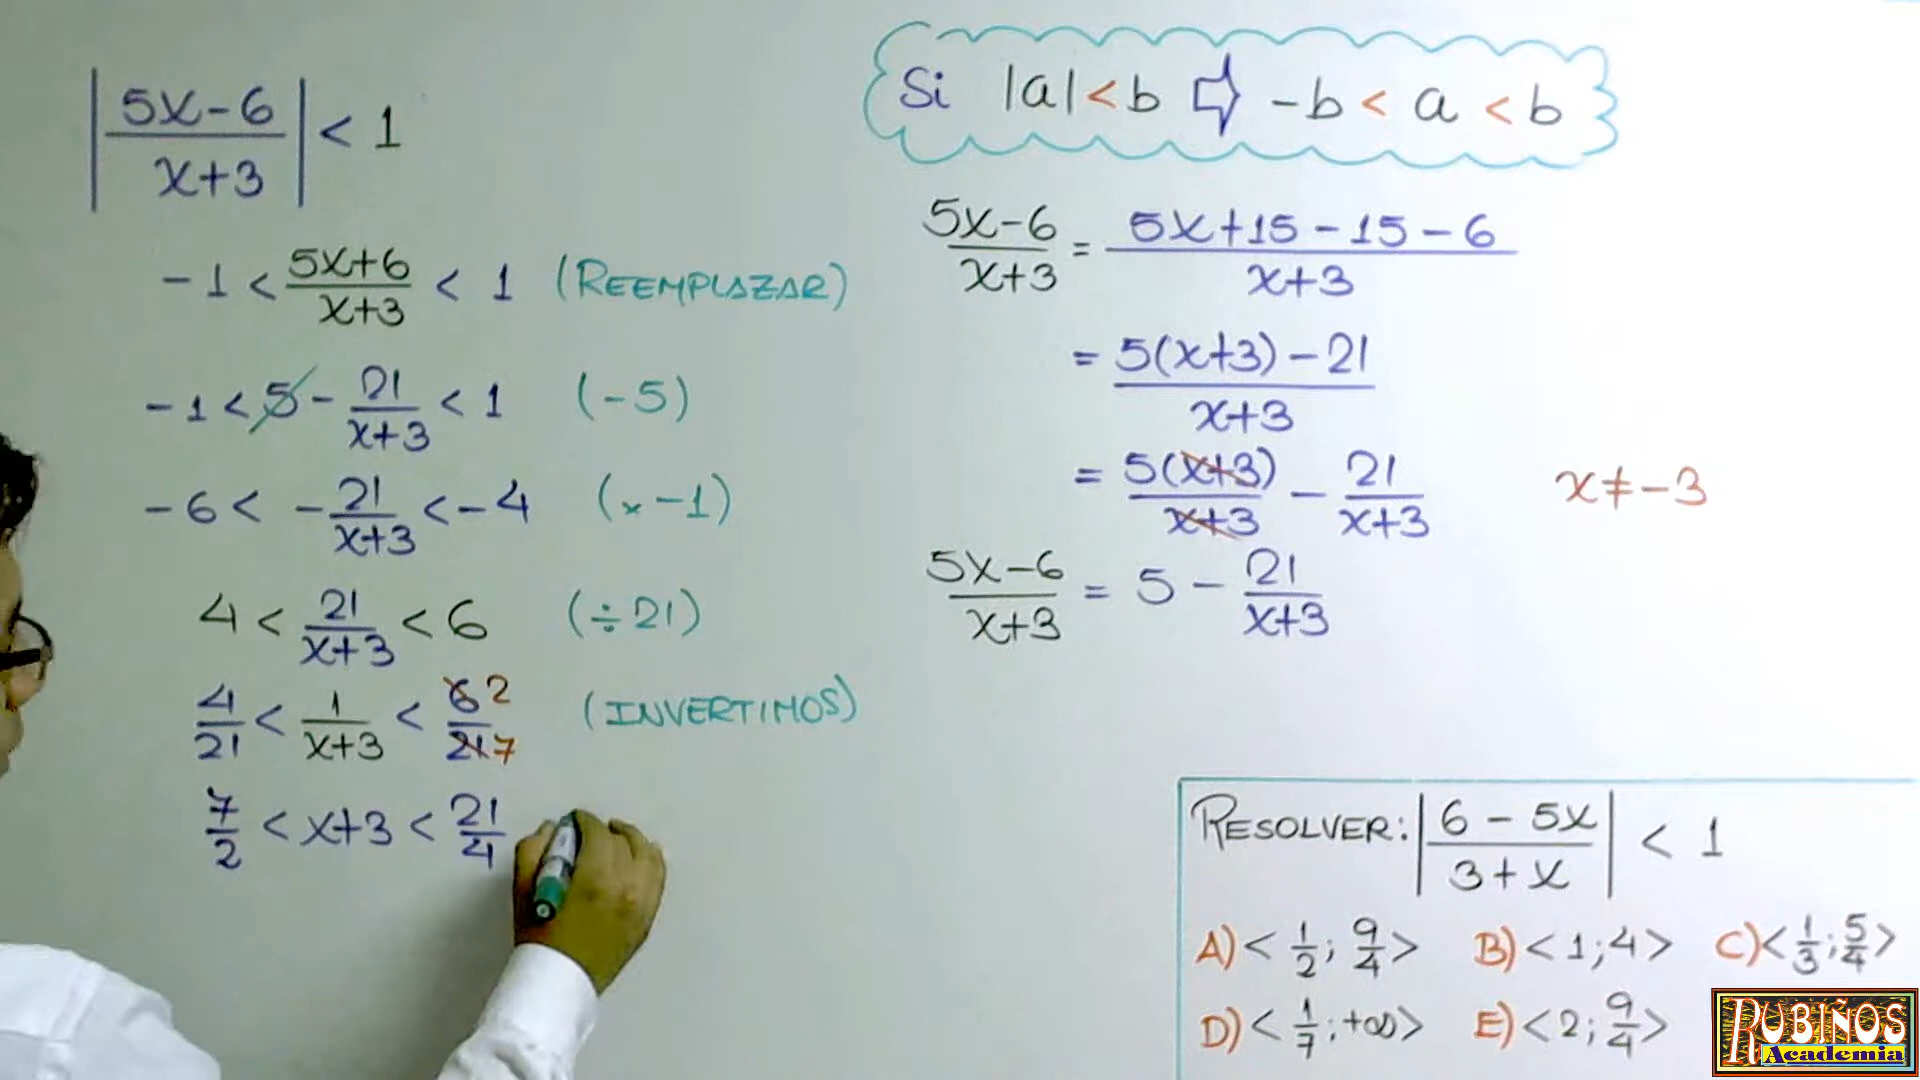 |5x-6 / x+3| < 1
-1 < 5x+6 / x+3 < 1 (REEMPLAZAR)
-1 < 5 - 21 / x+3 < 1 (-5)
-6 < -21 / x+3 < -4 (x -1)
4 < 21 / x+3 < 6 (÷21)
4/21 < 1 / x+3 < 6/21 2 7 (INVERTIMOS)
7/2 < x+3 < 21/4
Si |a| < b ⇨ -b < a < b
5x-6 / x+3 = 5x+15-15-6 / x+3
= 5(x+3)-21 / x+3
= 5(x+3) / x+3 - 21 / x+3 x≠-3
5x-6 / x+3 = 5 - 21 / x+3
RESOLVER: |6-5x / 3+x| < 1
A) <1/2; 9/4> B) <1;4> C) <1/3; 5/4>
D) <1/7; +∞> E) <2; 9/4>
RUBIÑOS
Academia